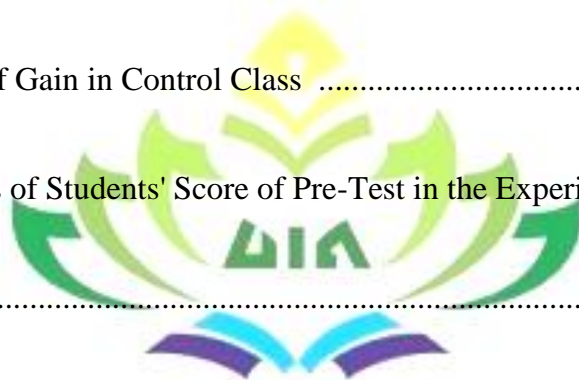 f Gain in Control Class ................................
s of Students' Score of Pre-Test in the Experi
UIN
................................................................